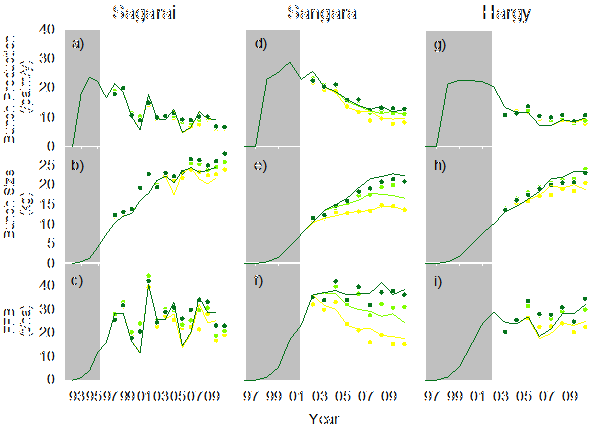 Sagarai Sangara Hargy
Bunch Production
(/palm/y)
40
30
20
10
0
a) d) g)
Bunch Size
(kg)
25
20
15
10
5
0
b) e) h)
FFB
(t/ha)
40
30
20
10
0
c) f) i)
93 95 97 99 01 03 05 07 09 97 99 01 03 05 07 09 97 99 01 03 05 07 09
Year